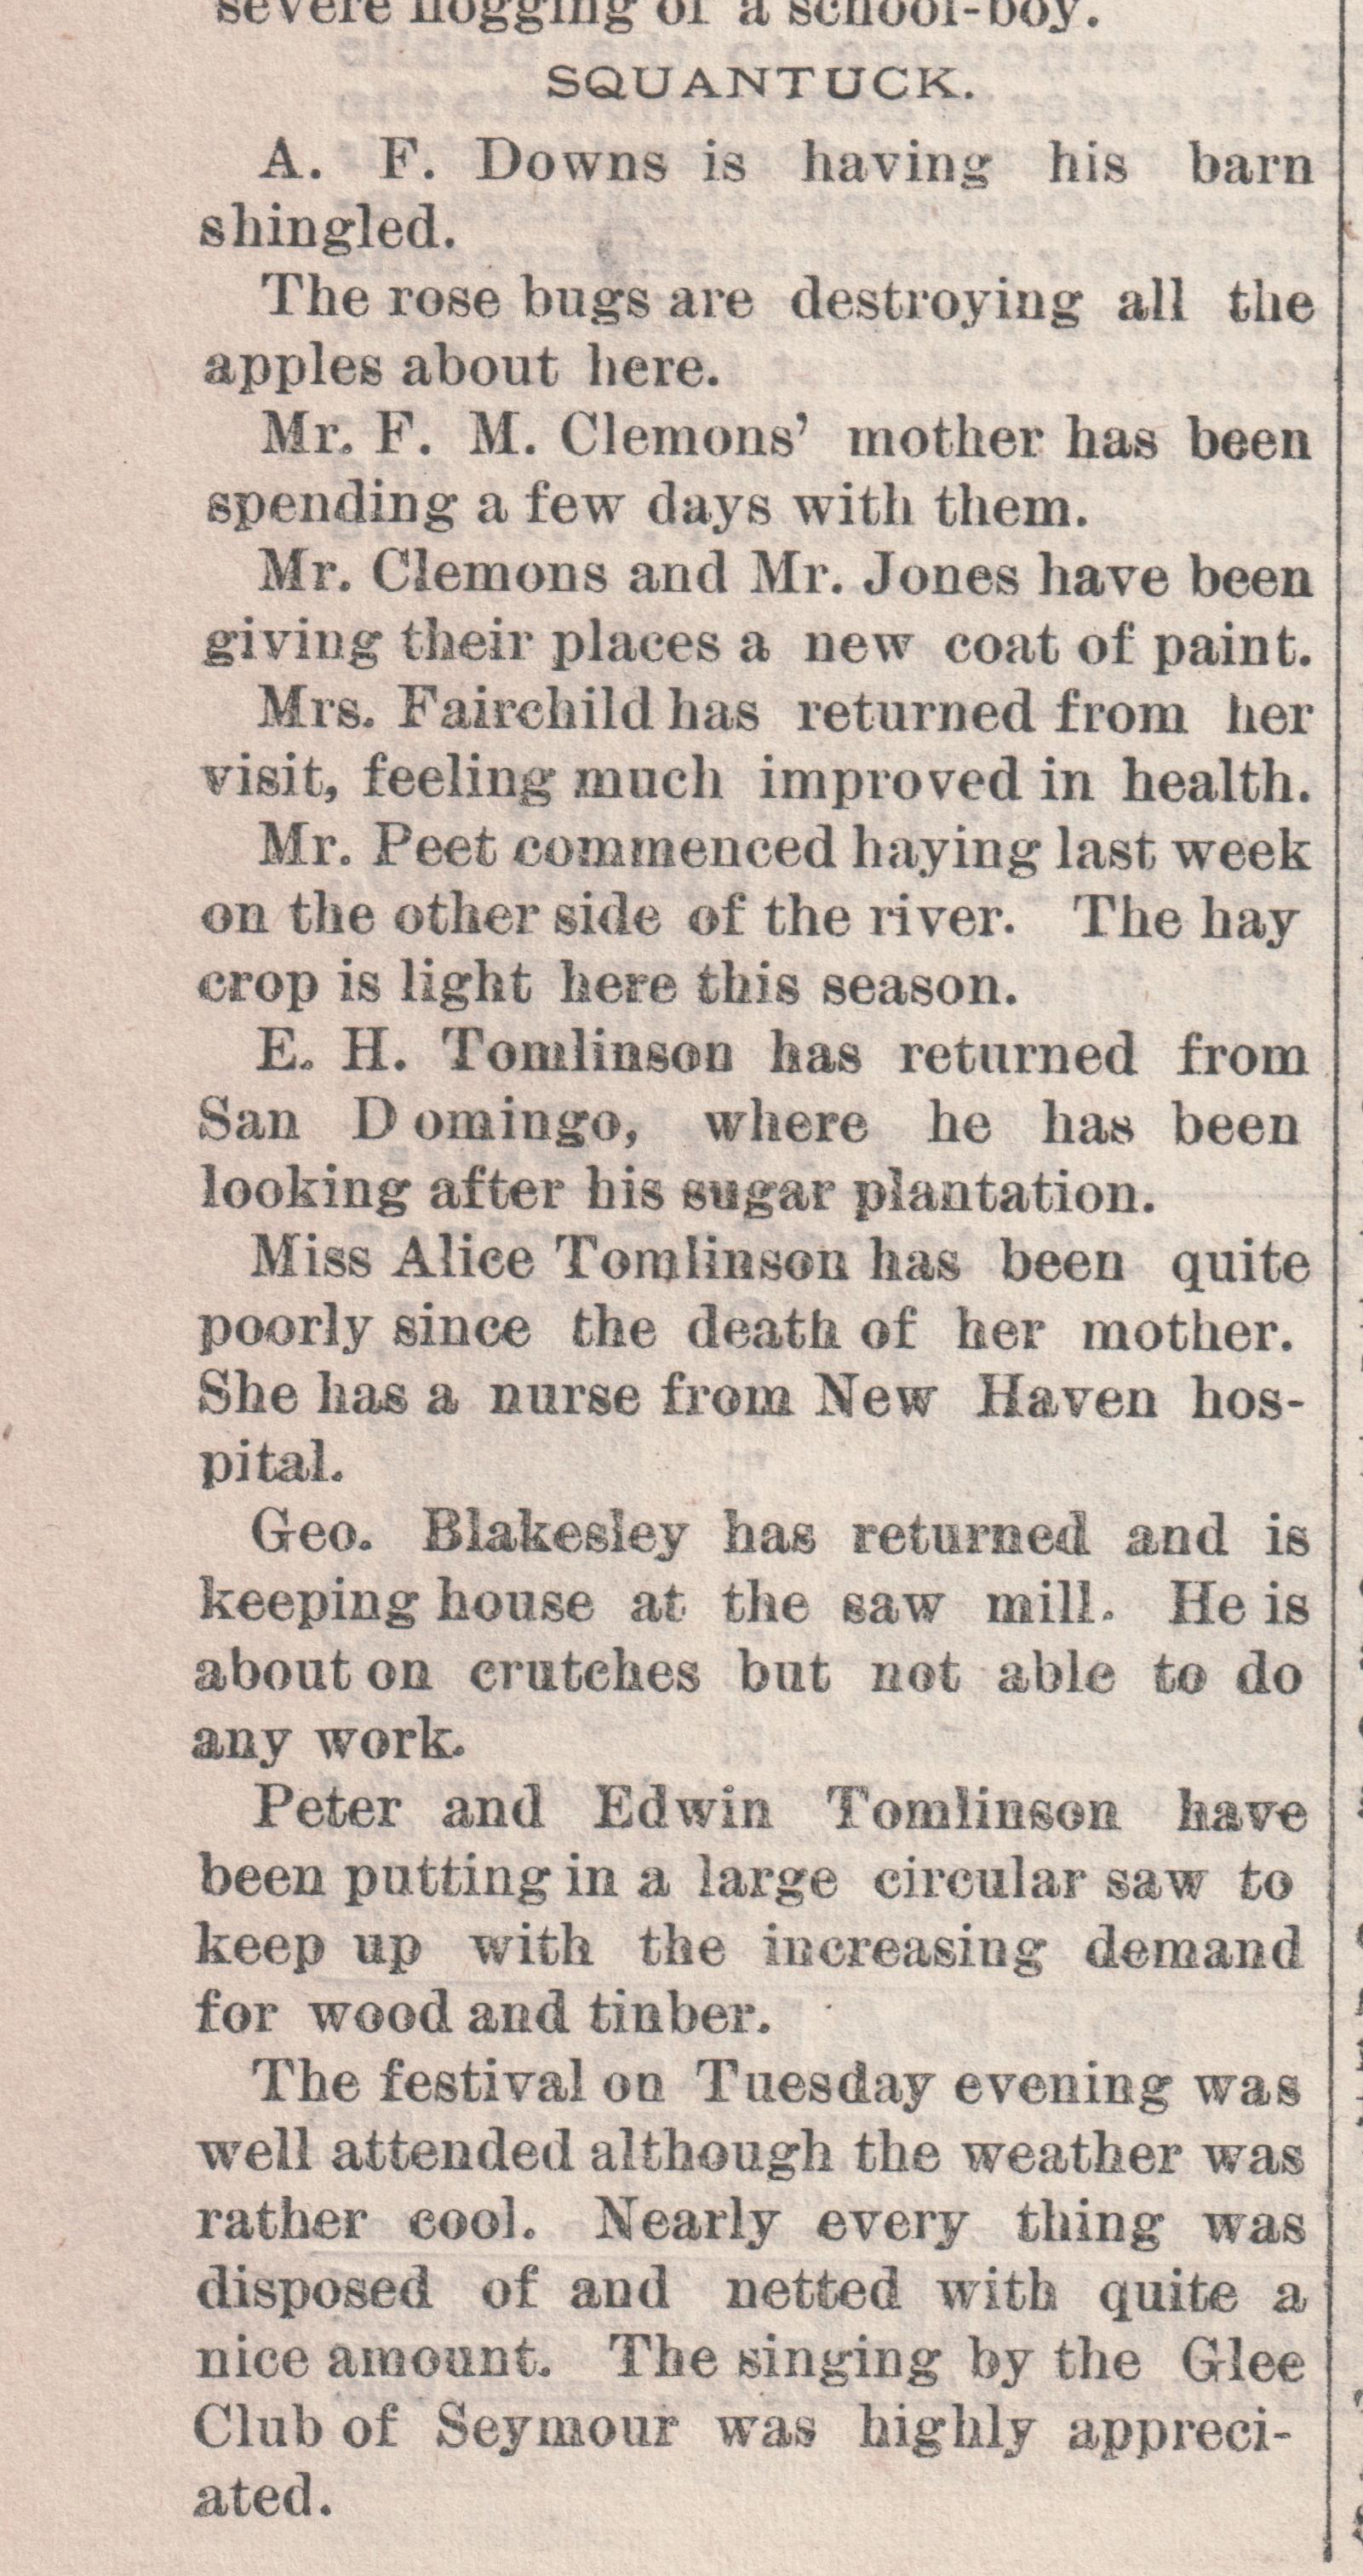 severe flogging of a school-boy.
SQUANTUCK.
A. F. Downs is having his barn
shingled.
The rose bugs are destroying all the
apples about here.
Mr. F. M. Clemons' mother has been
spending a few days with them.
Mr. Clemons and Mr. Jones have been
giving their places a new coat of paint.
Mrs. Fairchild has returned from her
visit, feeling much improved in health.
Mr. Peet commenced haying last week
on the other side of the river. The hay
crop is light here this season.
E. H. Tomlinson has returned from
San Domingo, where he has been
looking after his sugar plantation.
Miss Alice Tomlinson has been quite
poorly since the death of her mother.
She has a nurse from New Haven hos-
pital.
Geo. Blakesley has returned and is
keeping house at the saw mill. He is
about on crutches but not able to do
any work.
Peter and Edwin Tomlinson have
been putting in a large circular saw to
keep up with the increasing demand
for wood and tinber.
The festival on Tuesday evening was
well attended although the weather was
rather cool. Nearly every thing was
disposed of and netted with quite a
nice amount. The singing by the Glee
Club of Seymour was highly appreci-
ated.